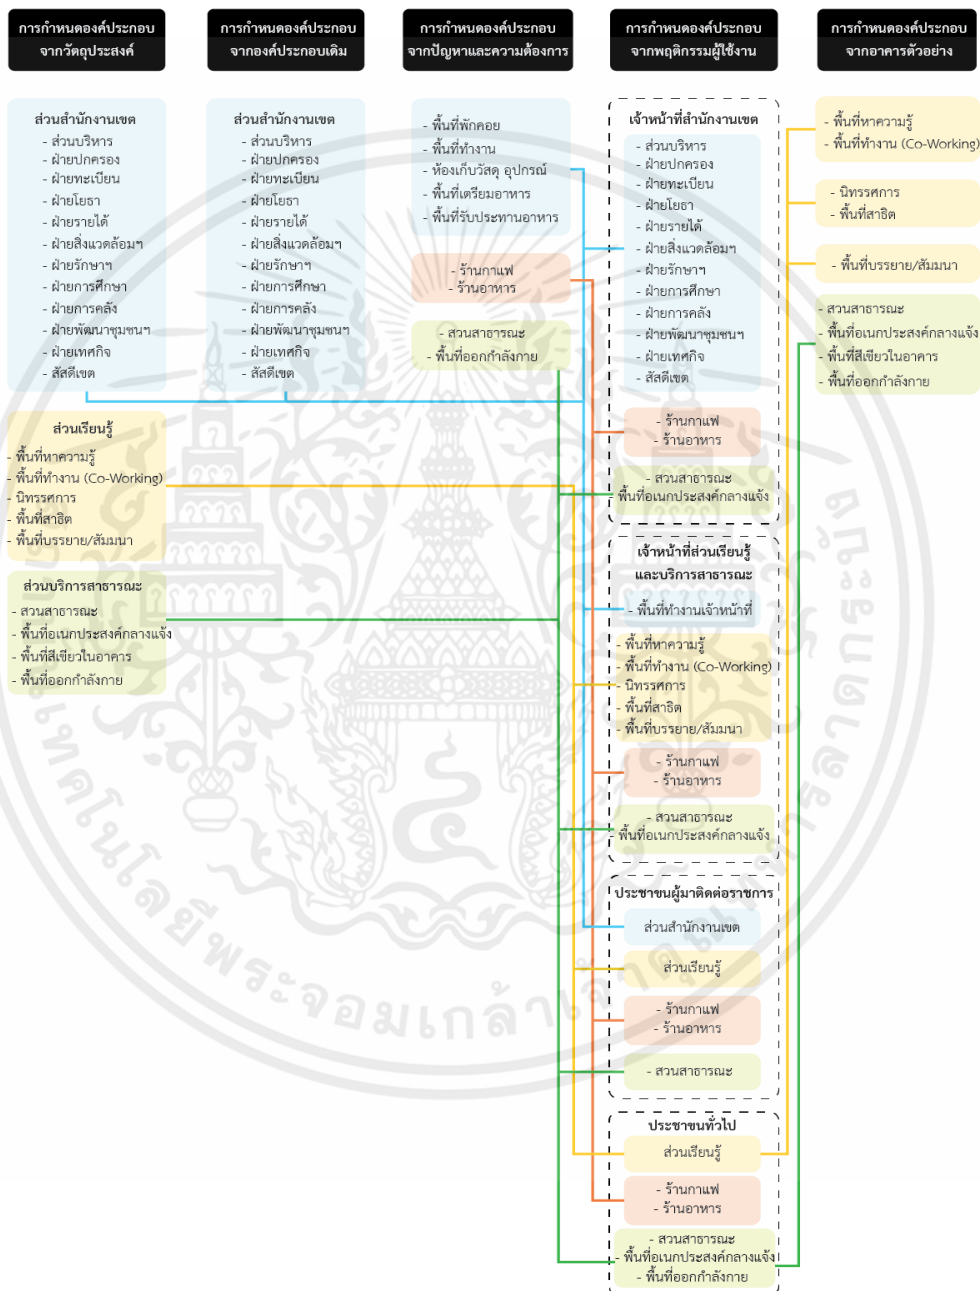 การกำหนดองค์ประกอบ
จากวัตถุประสงค์
ส่วนสำนักงานเขต
- ส่วนบริหาร
- ฝ่ายปกครอง
- ฝ่ายทะเบียน
- ฝ่ายโยธา
- ฝ่ายรายได้
- ฝ่ายสิ่งแวดล้อมฯ
- ฝ่ายรักษาฯ
- ฝ่ายการศึกษา
- ฝ่ายการคลัง
- ฝ่ายพัฒนาชุมชนฯ
- ฝ่ายเทศกิจ
- สัสดีเขต
ส่วนเรียนรู้
- พื้นที่หาความรู้
- พื้นที่ทำงาน (Co-Working)
- นิทรรศการ
- พื้นที่สาธิต
- พื้นที่บรรยาย/สัมมนา
ส่วนบริการสาธารณะ
- สวนสาธารณะ
- พื้นที่อเนกประสงค์กลางแจ้ง
- พื้นที่สีเขียวในอาคาร
- พื้นที่ออกกำลังกาย
การกำหนดองค์ประกอบ
จากองค์ประกอบเดิม
ส่วนสำนักงานเขต
- ส่วนบริหาร
- ฝ่ายปกครอง
- ฝ่ายทะเบียน
- ฝ่ายโยธา
- ฝ่ายรายได้
- ฝ่ายสิ่งแวดล้อมฯ
- ฝ่ายรักษาฯ
- ฝ่ายการศึกษา
- ฝ่ายการคลัง
- ฝ่ายพัฒนาชุมชนฯ
- ฝ่ายเทศกิจ
- สัสดีเขต
การกำหนดองค์ประกอบ
จากปัญหาและความต้องการ
- พื้นที่พักคอย
- พื้นที่ทำงาน
- ห้องเก็บวัสดุ อุปกรณ์
- พื้นที่เตรียมอาหาร
- พื้นที่รับประทานอาหาร
- ร้านกาแฟ
- ร้านอาหาร
- สวนสาธารณะ
- พื้นที่ออกกำลังกาย
การกำหนดองค์ประกอบ
จากพฤติกรรมผู้ใช้งาน
เจ้าหน้าที่สำนักงานเขต
- ส่วนบริหาร
- ฝ่ายปกครอง
- ฝ่ายทะเบียน
- ฝ่ายโยธา
- ฝ่ายรายได้
- ฝ่ายสิ่งแวดล้อมฯ
- ฝ่ายรักษาฯ
- ฝ่ายการศึกษา
- ฝ่ายการคลัง
- ฝ่ายพัฒนาชุมชนฯ
- ฝ่ายเทศกิจ
- สัสดีเขต
- ร้านกาแฟ
- ร้านอาหาร
- สวนสาธารณะ
- พื้นที่อเนกประสงค์กลางแจ้ง
เจ้าหน้าที่ส่วนเรียนรู้
และบริการสาธารณะ
- พื้นที่ทำงานเจ้าหน้าที่
- พื้นที่หาความรู้
- พื้นที่ทำงาน (Co-Working)
- นิทรรศการ
- พื้นที่สาธิต
- พื้นที่บรรยาย/สัมมนา
- ร้านกาแฟ
- ร้านอาหาร
- สวนสาธารณะ
- พื้นที่อเนกประสงค์กลางแจ้ง
ประชาชนผู้มาติดต่อราชการ
ส่วนสำนักงานเขต
ส่วนเรียนรู้
- ร้านกาแฟ
- ร้านอาหาร
- สวนสาธารณะ
ประชาชนทั่วไป
ส่วนเรียนรู้
- ร้านกาแฟ
- ร้านอาหาร
- สวนสาธารณะ
- พื้นที่อเนกประสงค์กลางแจ้ง
- พื้นที่ออกกำลังกาย
การกำหนดองค์ประกอบ
จากอาคารตัวอย่าง
- พื้นที่หาความรู้
- พื้นที่ทำงาน (Co-Working)
- นิทรรศการ
- พื้นที่สาธิต
- พื้นที่บรรยาย/สัมมนา
- สวนสาธารณะ
- พื้นที่อเนกประสงค์กลางแจ้ง
- พื้นที่สีเขียวในอาคาร
- พื้นที่ออกกำลังกาย